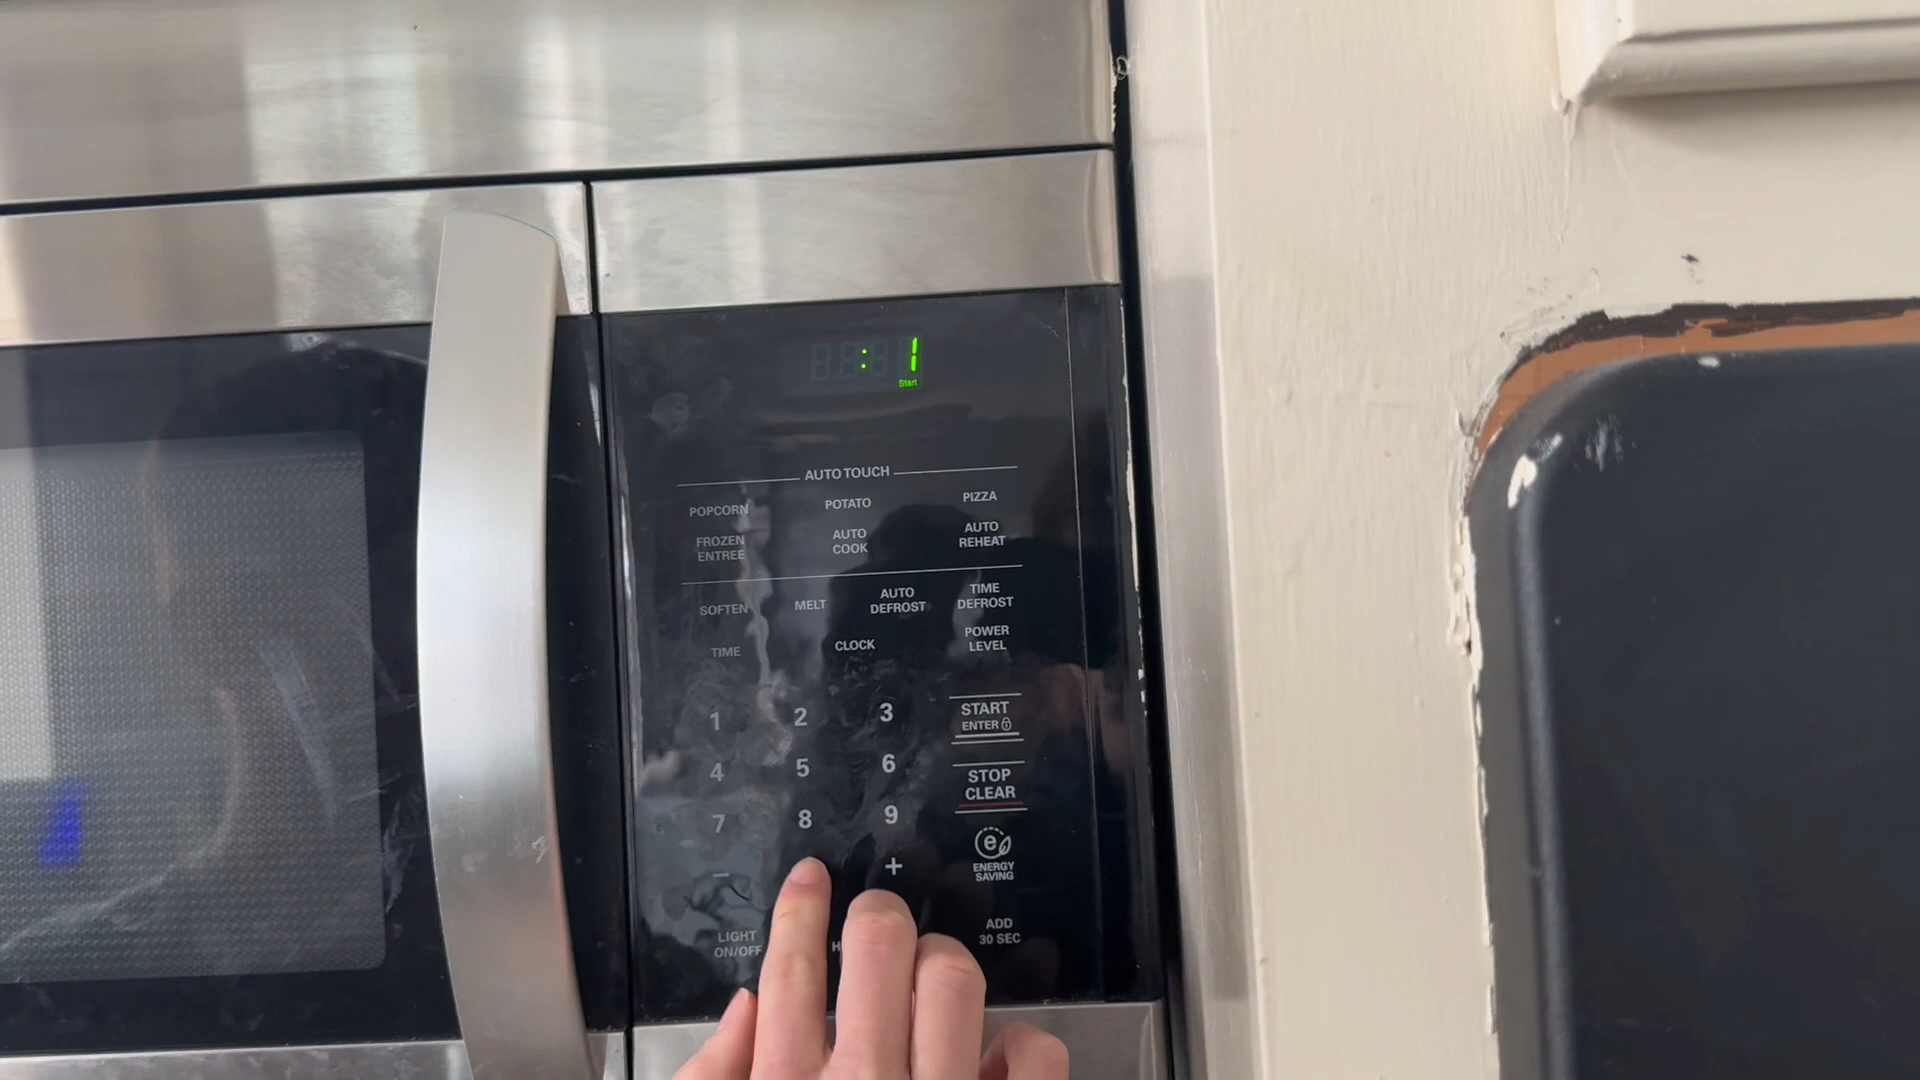 : 1
Start
AUTO TOUCH
POPCORN POTATO PIZZA
FROZEN ENTREE
AUTO COOK
AUTO REHEAT
SOFTEN MELT
AUTO DEFROST
TIME DEFROST
TIME CLOCK
POWER LEVEL
1 2 3
START
ENTER
4 5 6
STOP
CLEAR
7 8 9
− +
e
ENERGY
SAVING
LIGHT
ON/OFF
ADD
30 SEC